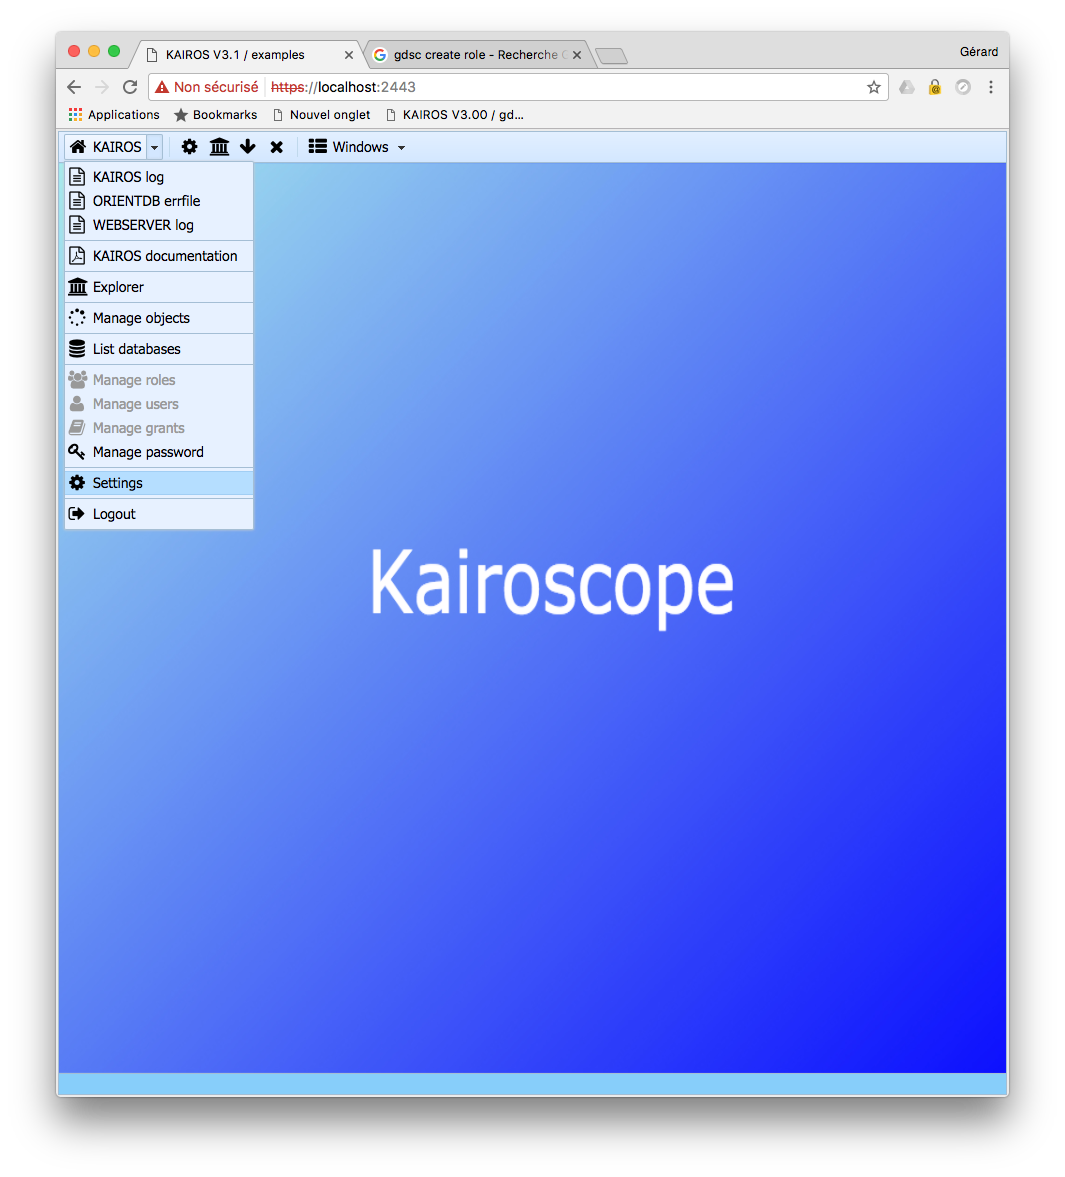 KAIROS V3.1 / examples
gdsc create role - Recherche
Gérard
Non sécurisé
https://localhost:2443
Applications
Bookmarks
Nouvel onglet
KAIROS V3.00 / gd...
KAIROS
Windows
KAIROS log
ORIENTDB errfile
WEBSERVER log
KAIROS documentation
Explorer
Manage objects
List databases
Manage roles
Manage users
Manage grants
Manage password
Settings
Logout
Kairoscope